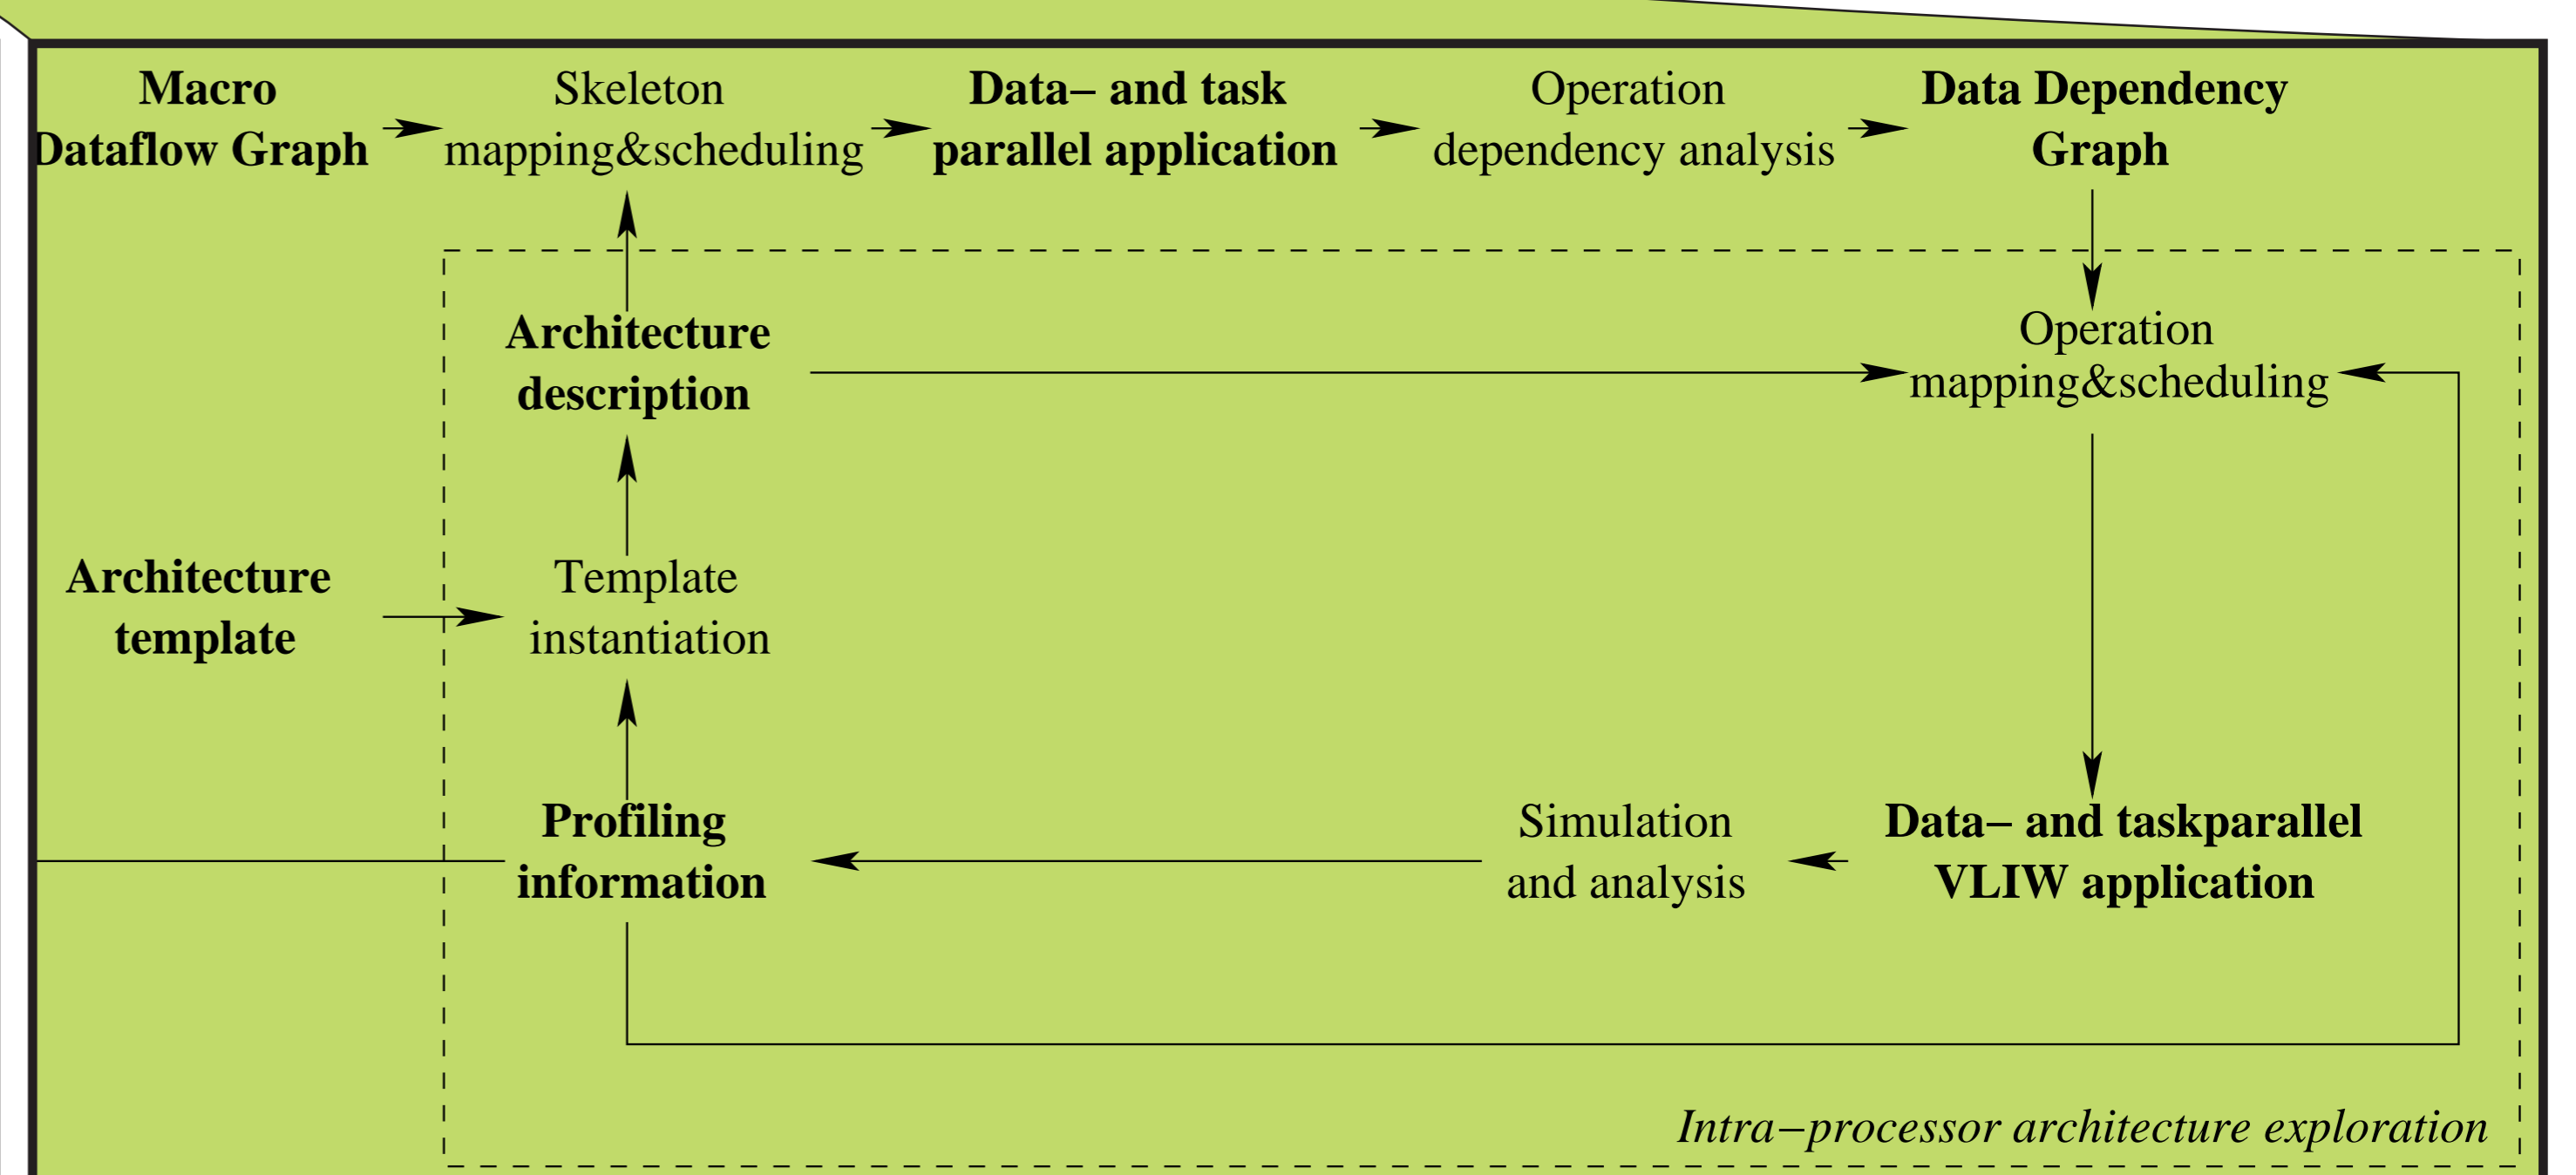 Macro
Dataflow Graph
Skeleton
mapping&scheduling
Data– and task
parallel application
Operation
dependency analysis
Data Dependency
Graph
Architecture
description
Operation
mapping&scheduling
Architecture
template
Template
instantiation
Profiling
information
Simulation
and analysis
Data– and taskparallel
VLIW application
Intra–processor architecture exploration